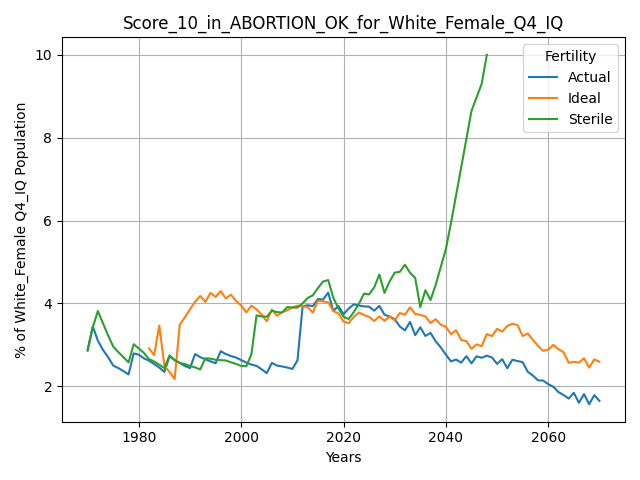 Score_10_in_ABORTION_OK_for_White_Female_Q4_IQ
% of White_Female Q4_IQ Population
10
8
6
4
2
Fertility
Actual
Ideal
Sterile
1980 2000 2020 2040 2060
Years